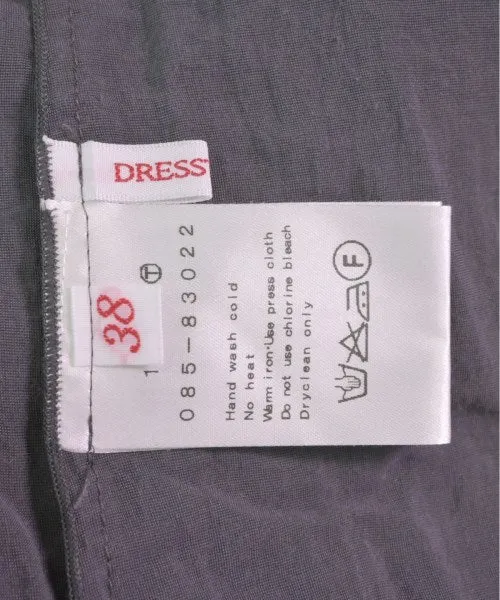 DRESS
38
1 Ⓣ
085-83022
Hand wash cold
No heat
Warm iron·Use press cloth
Do not use chlorine bleach
Dryclean only
F